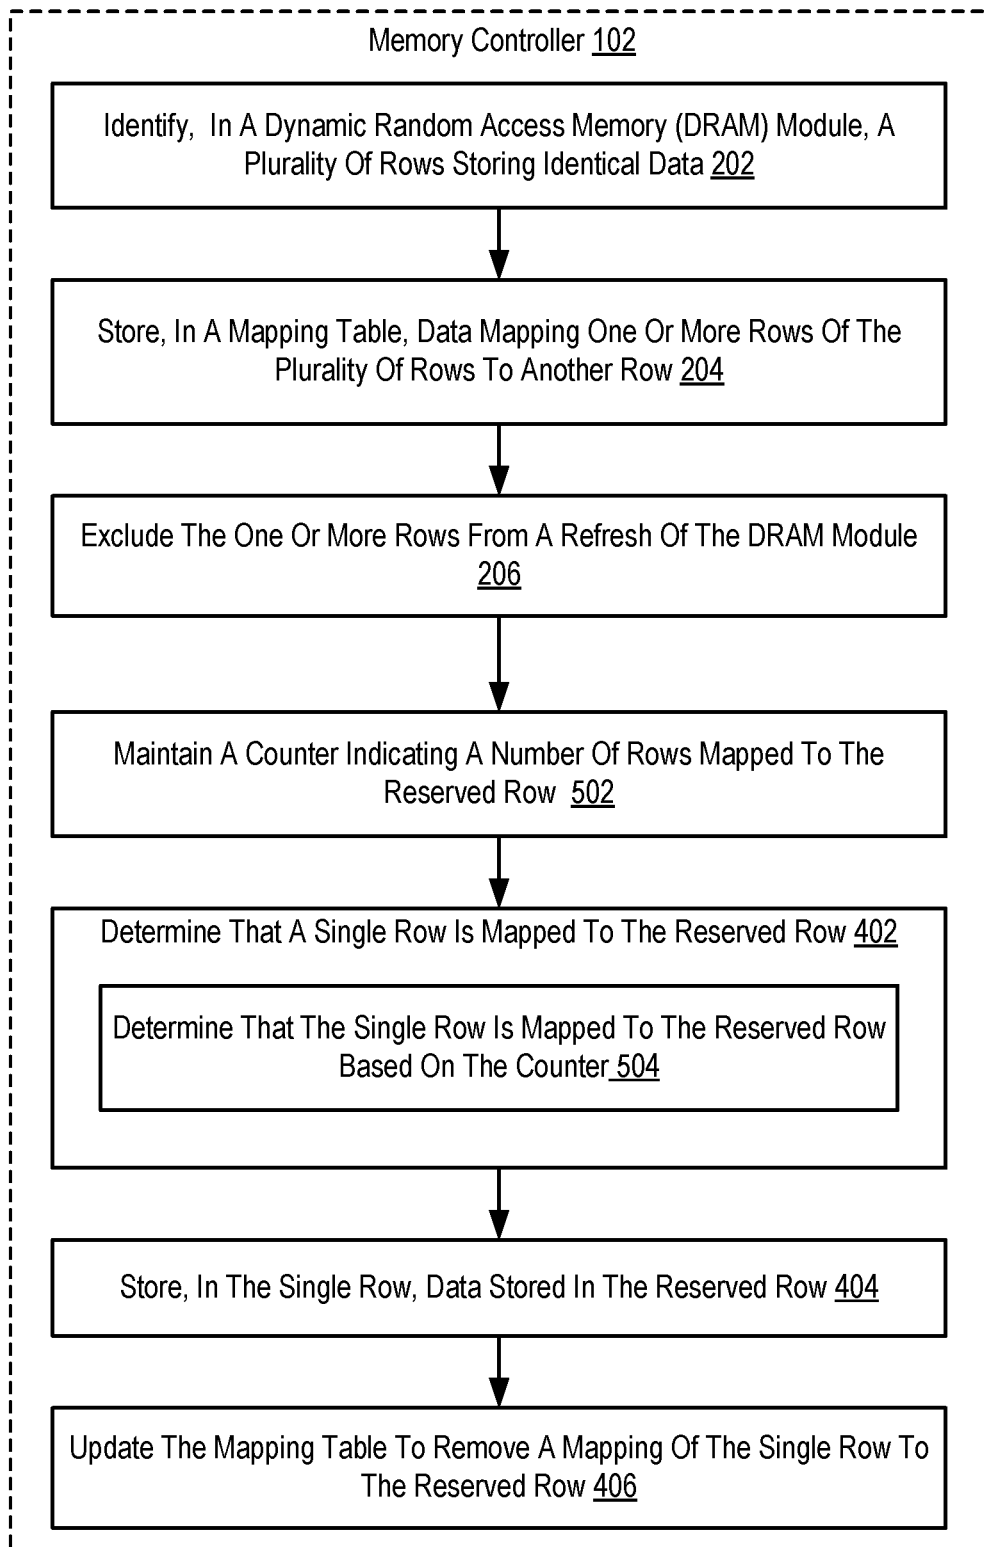 Memory Controller 102
Identify, In A Dynamic Random Access Memory (DRAM) Module, A
Plurality Of Rows Storing Identical Data 202
Store, In A Mapping Table, Data Mapping One Or More Rows Of The
Plurality Of Rows To Another Row 204
Exclude The One Or More Rows From A Refresh Of The DRAM Module
206
Maintain A Counter Indicating A Number Of Rows Mapped To The
Reserved Row 502
Determine That A Single Row Is Mapped To The Reserved Row 402
Determine That The Single Row Is Mapped To The Reserved Row
Based On The Counter 504
Store, In The Single Row, Data Stored In The Reserved Row 404
Update The Mapping Table To Remove A Mapping Of The Single Row To
The Reserved Row 406